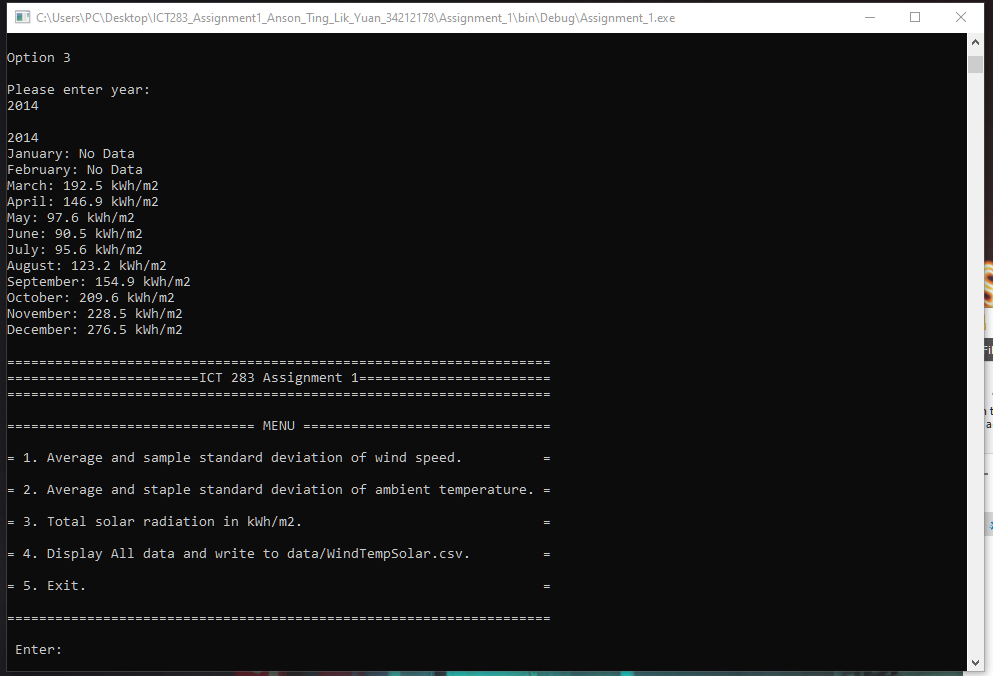 C:\Users\PC\Desktop\ICT283_Assignment1_Anson_Ting_Lik_Yuan_34212178\Assignment_1\bin\Debug\Assignment_1.exe
Option 3
Please enter year:
2014
2014
January: No Data
February: No Data
March: 192.5 kWh/m2
April: 146.9 kWh/m2
May: 97.6 kWh/m2
June: 90.5 kWh/m2
July: 95.6 kWh/m2
August: 123.2 kWh/m2
September: 154.9 kWh/m2
October: 209.6 kWh/m2
November: 228.5 kWh/m2
December: 276.5 kWh/m2
====================================================================
========================ICT 283 Assignment 1========================
====================================================================
=============================== MENU ===============================
= 1. Average and sample standard deviation of wind speed.          =
= 2. Average and staple standard deviation of ambient temperature. =
= 3. Total solar radiation in kWh/m2.                              =
= 4. Display All data and write to data/WindTempSolar.csv.         =
= 5. Exit.                                                         =
====================================================================
Enter: